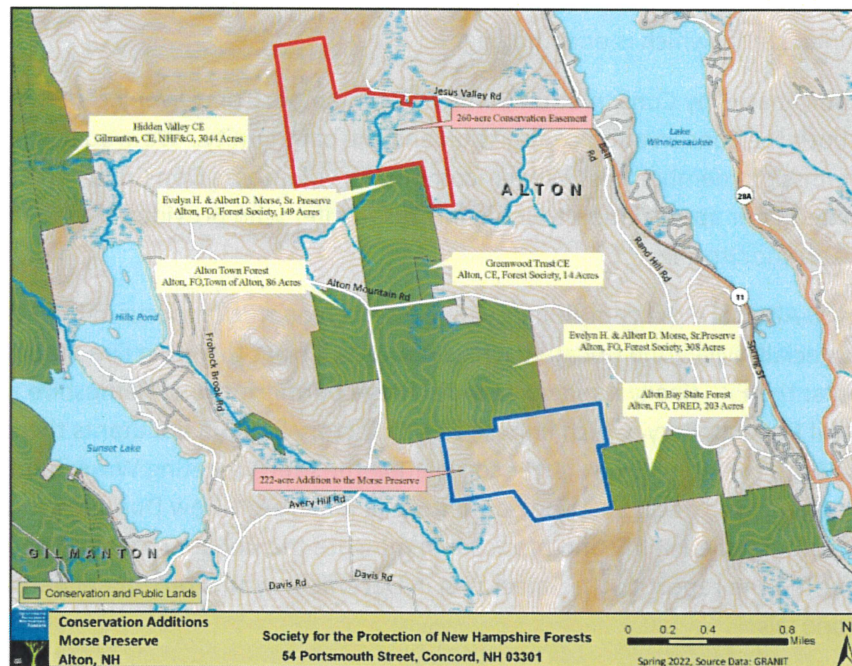 Jesus Valley Rd
260-acre Conservation Easement
Hidden Valley CE
Gilmanton, CE, NHF&G, 3044 Acres
Bell
Rd
Lake
Winnipesaukee
28A
ALTON
Evelyn H. & Albert D. Morse, Sr. Preserve
Alton, FO, Forest Society, 149 Acres
Rand Hill Rd
Greenwood Trust CE
Alton, CE, Forest Society, 14 Acres
Alton Town Forest
Alton, FO,Town of Alton, 86 Acres
Alton Mountain Rd
11
Hills Pond
Frohock Brook Rd
Evelyn H. & Albert D. Morse, Sr.Preserve
Alton, FO, Forest Society, 308 Acres
Spring St
Alton Bay State Forest
Alton, FO, DRED, 203 Acres
Sunset Lake
222-acre Addition to the Morse Preserve
Avery Hill Rd
GILMANTON
Davis Rd
Davis Rd
Conservation and Public Lands
Conservation Additions
Morse Preserve
Alton, NH
Society for the Protection of New Hampshire Forests
54 Portsmouth Street, Concord, NH 03301
0 0.2 0.4 0.8
Miles
N
Spring 2022, Source Data: GRANIT